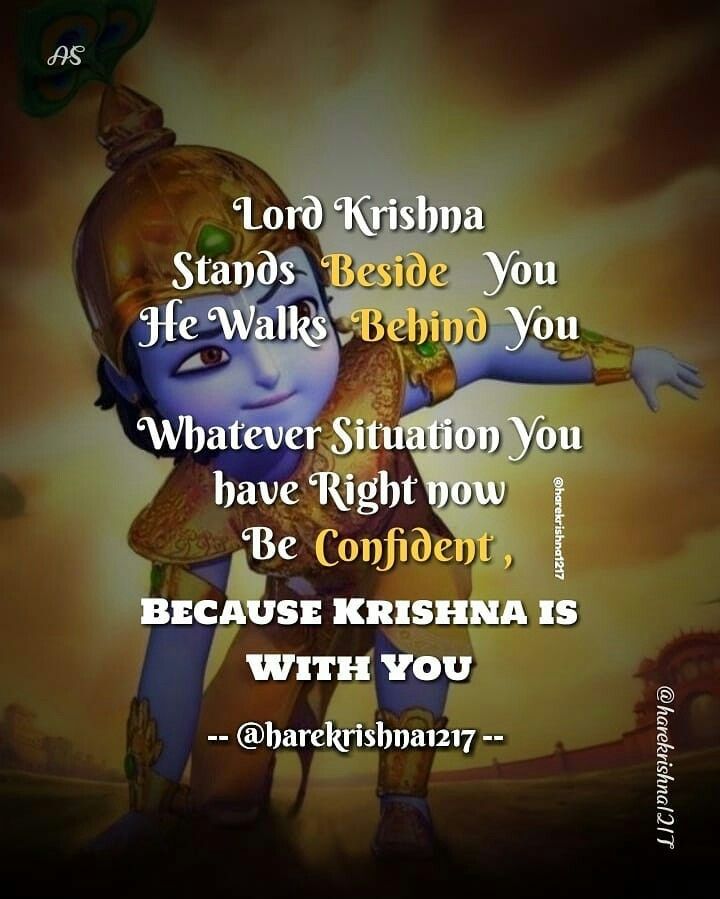 AS
Lord Krishna
Stands Beside You
He Walks Behind You
Whatever Situation You
have Right now
Be Confident ,
BECAUSE KRISHNA IS
WITH YOU
-- @harekrishna1217 --
@harekrishna1217
@harekrishna1217